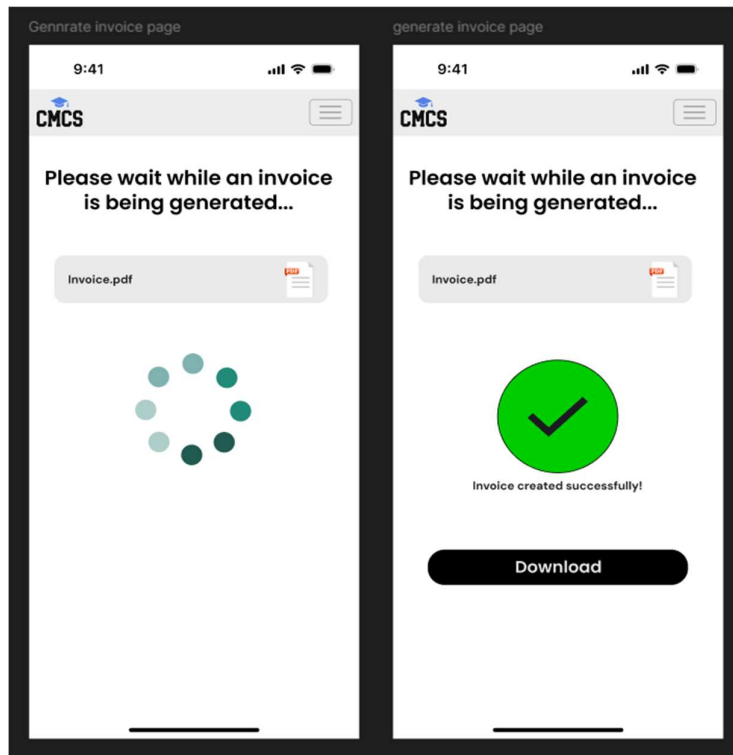 Gennrate invoice page
9:41
CMCS
Please wait while an invoice
is being generated...
Invoice.pdf
PDF
generate invoice page
9:41
CMCS
Please wait while an invoice
is being generated...
Invoice.pdf
PDF
Invoice created successfully!
Download